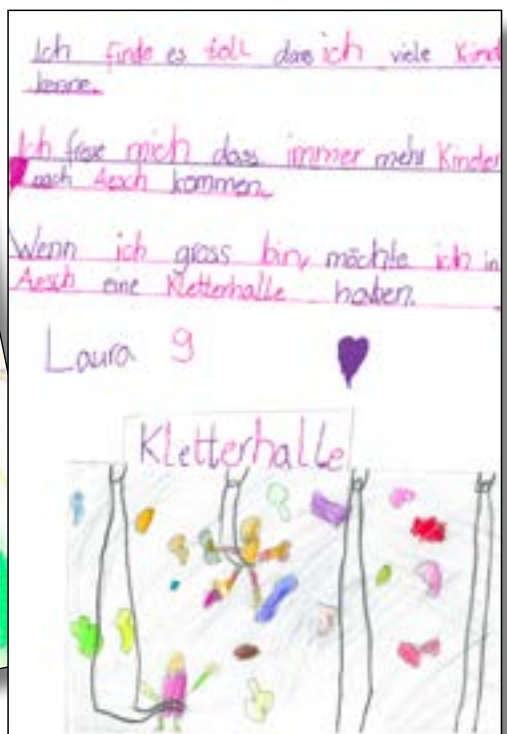 Ich finde es toll dass ich viele Kind
kenne.
Ich freue mich dass immer mehr Kinder
nach Aesch kommen.
Wenn ich gross bin, möchte ich in
Aesch eine Kletterhalle haben.
Laura 9
Kletterhalle